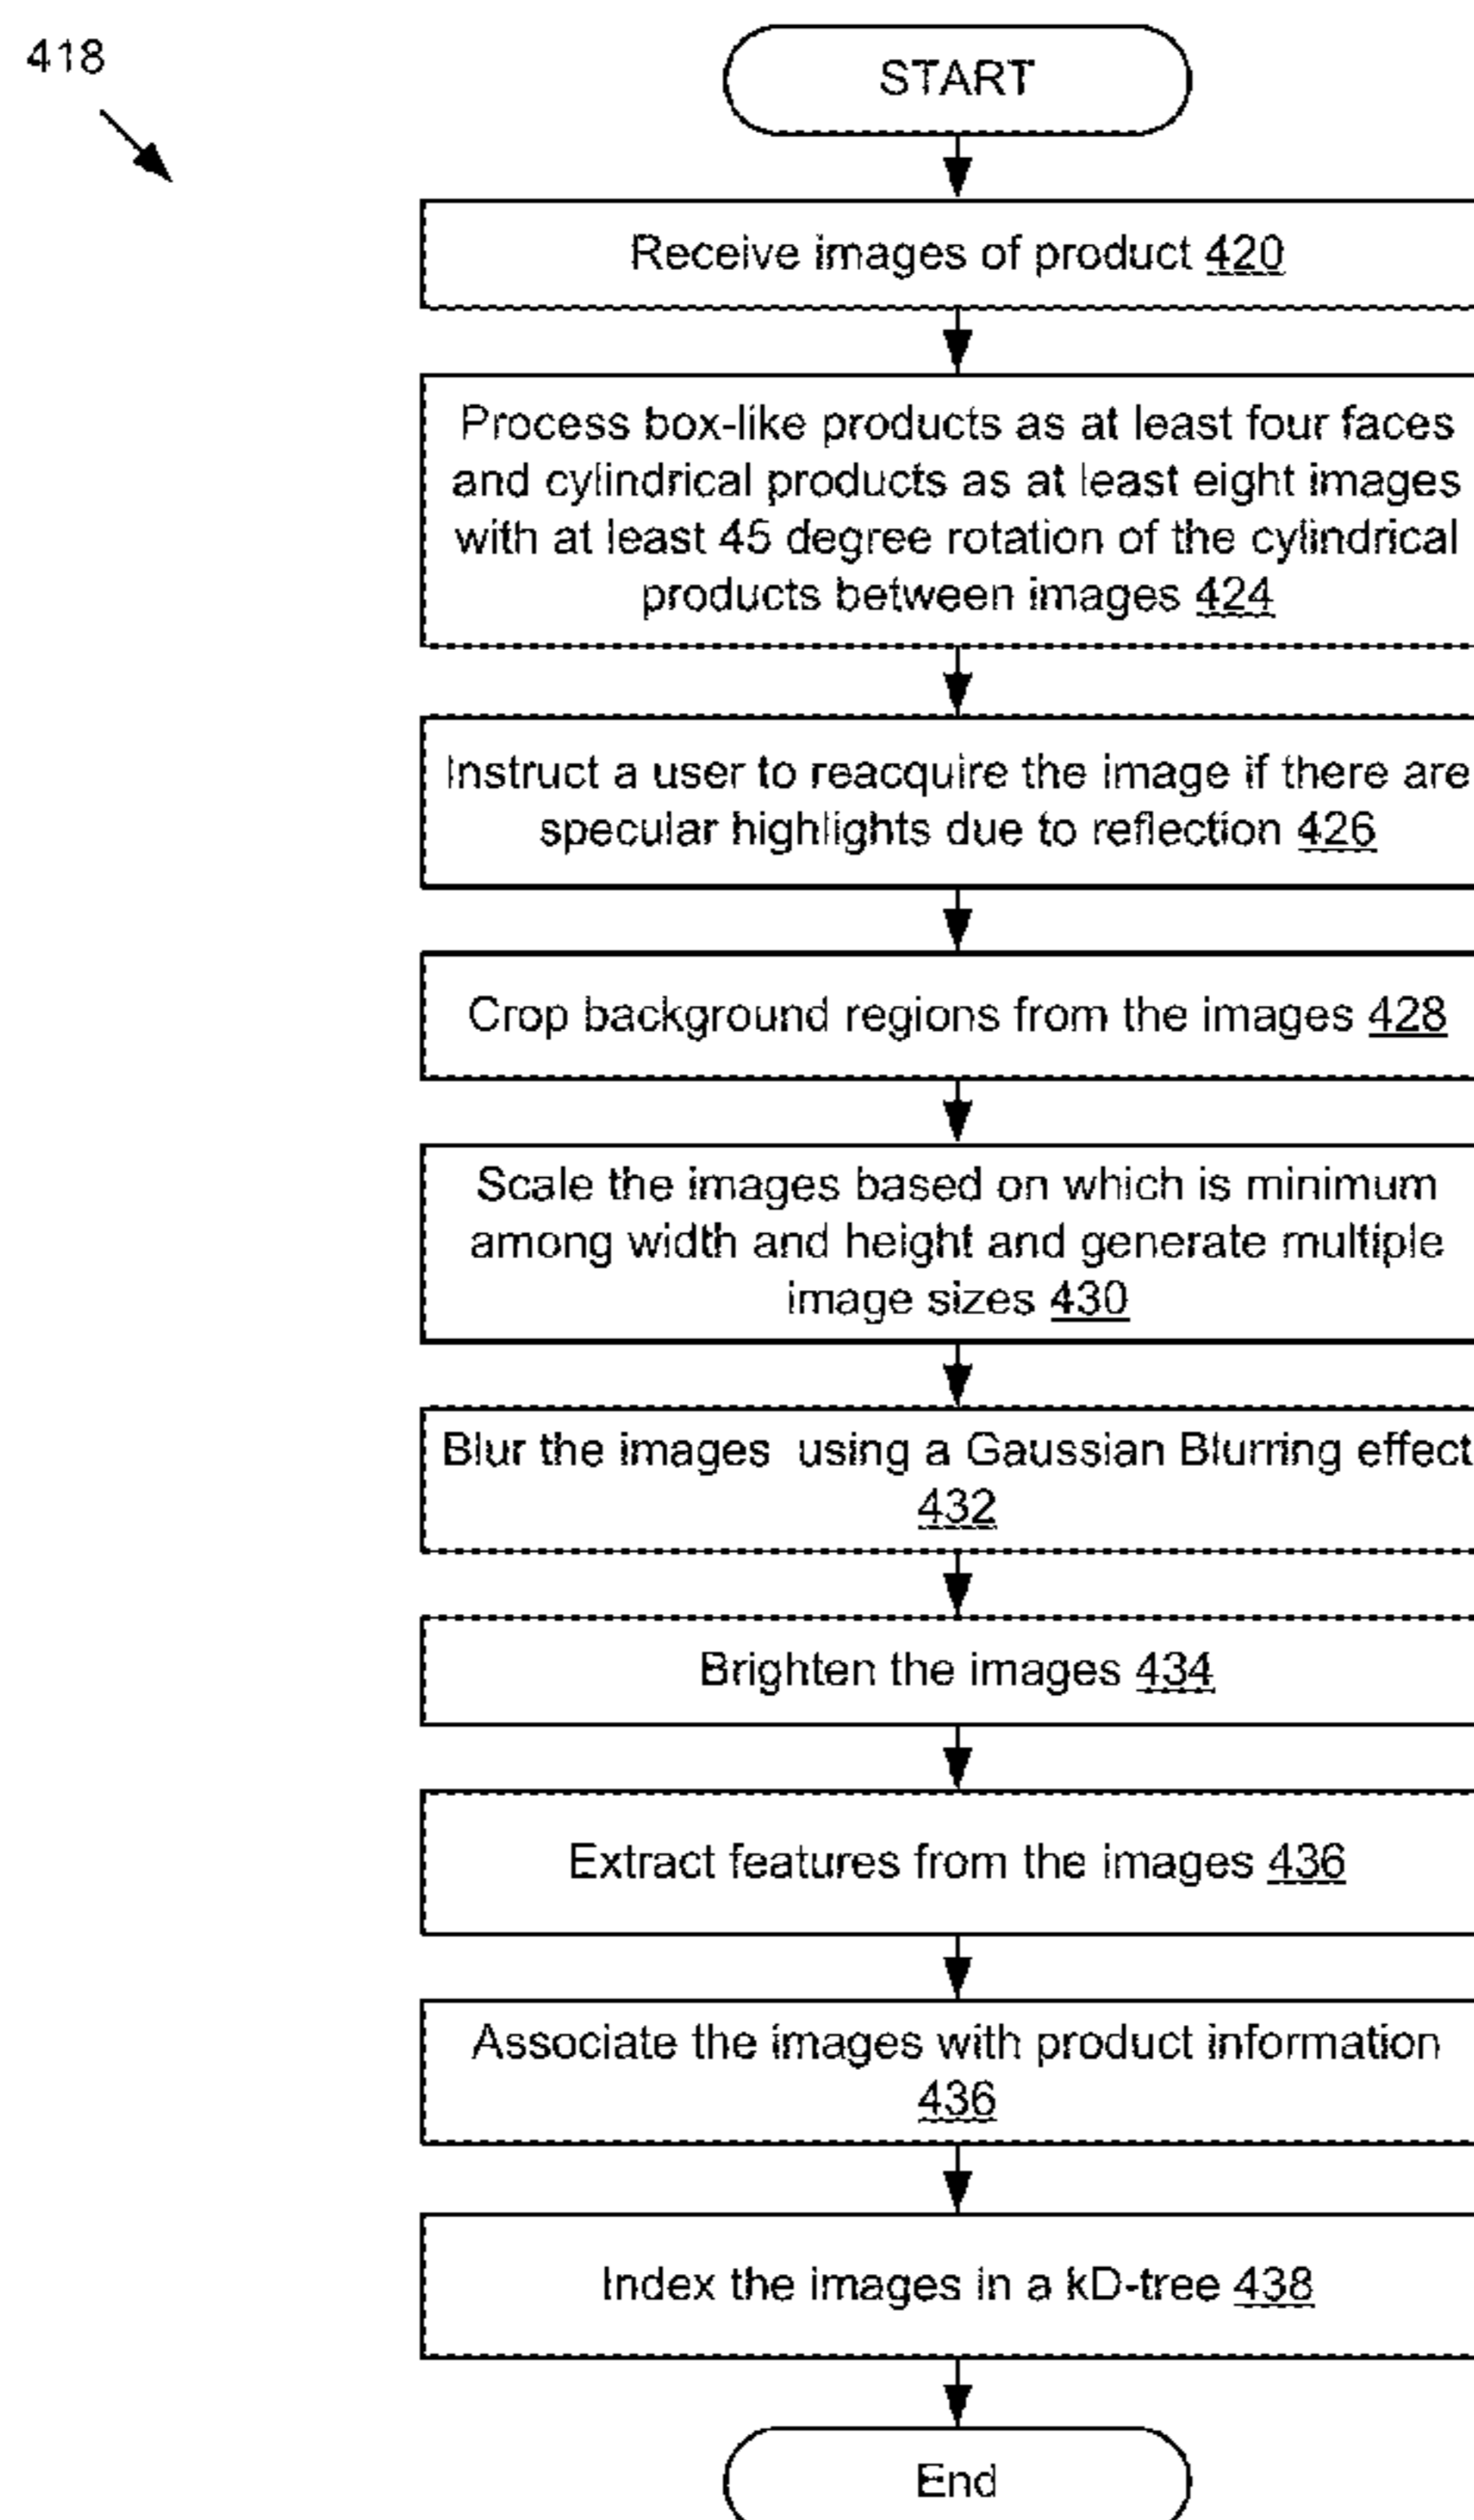 418
START
Receive images of product 420
Process box-like products as at least four faces
and cylindrical products as at least eight images
with at least 45 degree rotation of the cylindrical
products between images 424
Instruct a user to reacquire the image if there are
specular highlights due to reflection 426
Crop background regions from the images 428
Scale the images based on which is minimum
among width and height and generate multiple
image sizes 430
Blur the images using a Gaussian Blurring effect
432
Brighten the images 434
Extract features from the images 436
Associate the images with product information
436
Index the images in a kD-tree 438
End